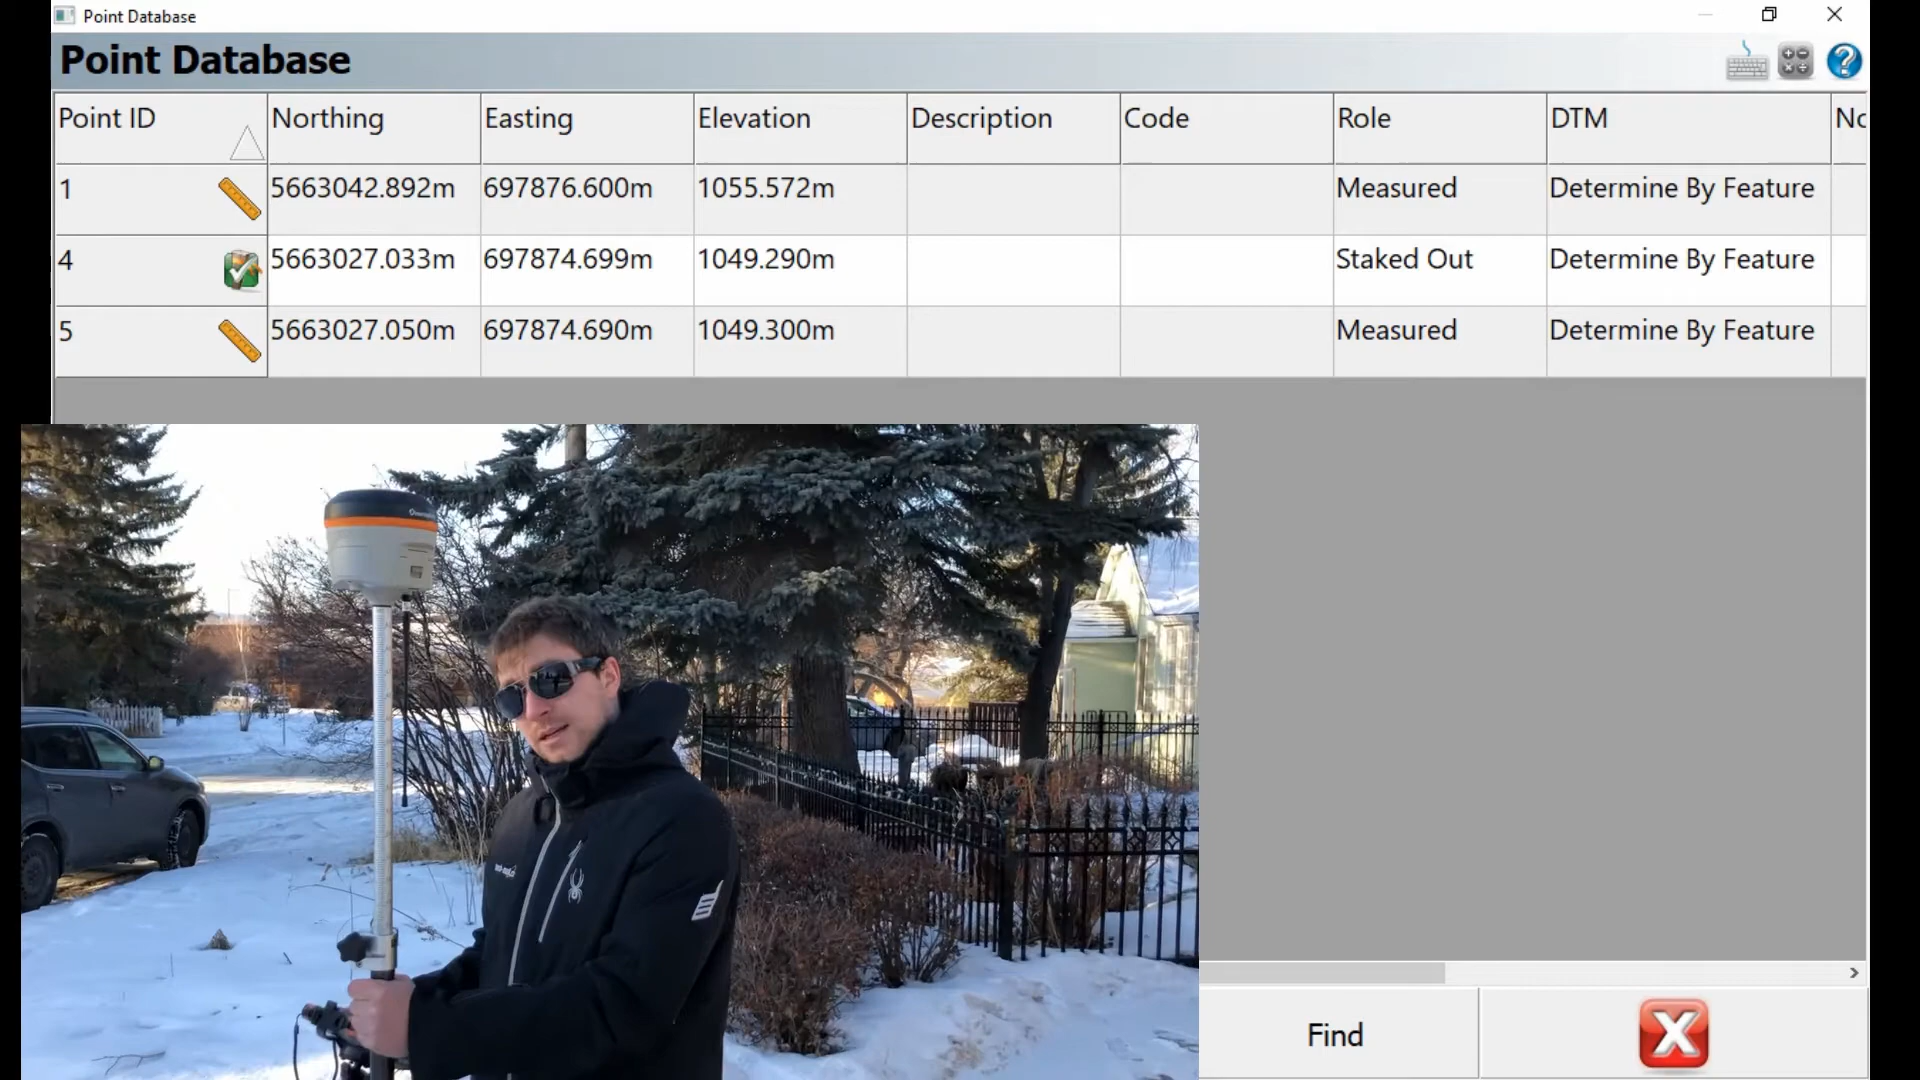 Point Database
Point Database
Point ID Northing Easting Elevation Description Code Role DTM No
1 5663042.892m 697876.600m 1055.572m Measured Determine By Feature
4 5663027.033m 697874.699m 1049.290m Staked Out Determine By Feature
5 5663027.050m 697874.690m 1049.300m Measured Determine By Feature
Find